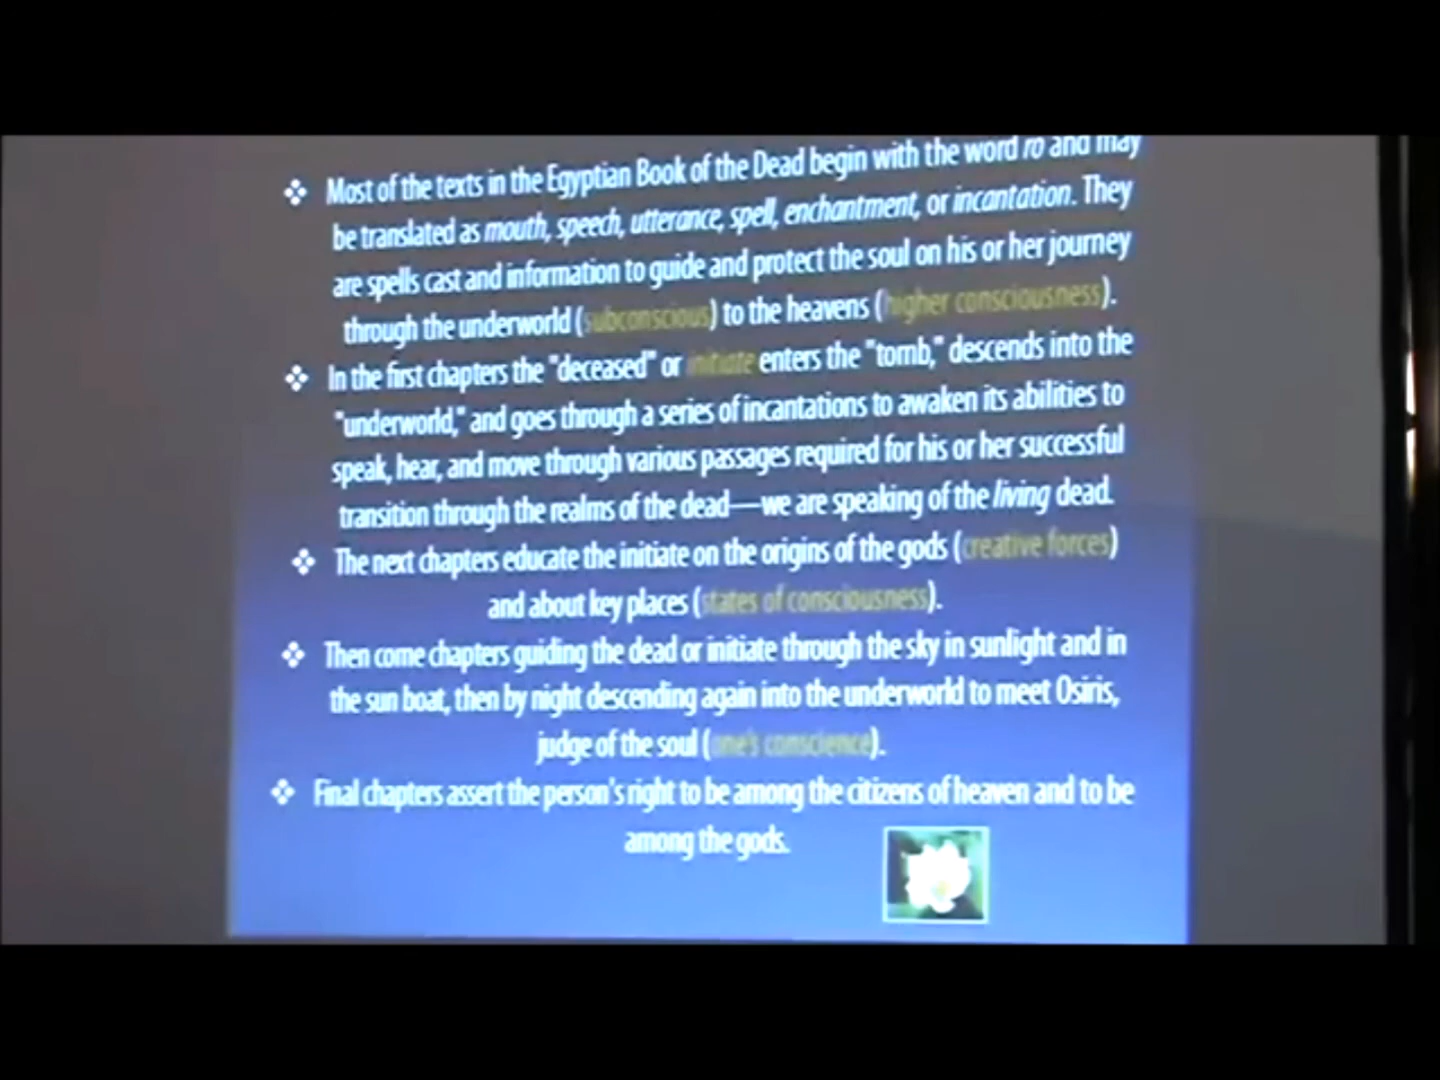 ❖ Most of the texts in the Egyptian Book of the Dead begin with the word ro and may
be translated as mouth, speech, utterance, spell, enchantment, or incantation. They
are spells cast and information to guide and protect the soul on his or her journey
through the underworld (subconscious) to the heavens (higher consciousness).
❖ In the first chapters the "deceased" or initiate enters the "tomb," descends into the
"underworld," and goes through a series of incantations to awaken its abilities to
speak, hear, and move through various passages required for his or her successful
transition through the realms of the dead—we are speaking of the living dead.
❖ The next chapters educate the initiate on the origins of the gods (creative forces)
and about key places (states of consciousness).
❖ Then come chapters guiding the dead or initiate through the sky in sunlight and in
the sun boat, then by night descending again into the underworld to meet Osiris,
judge of the soul (one's conscience).
❖ Final chapters assert the person's right to be among the citizens of heaven and to be
among the gods.